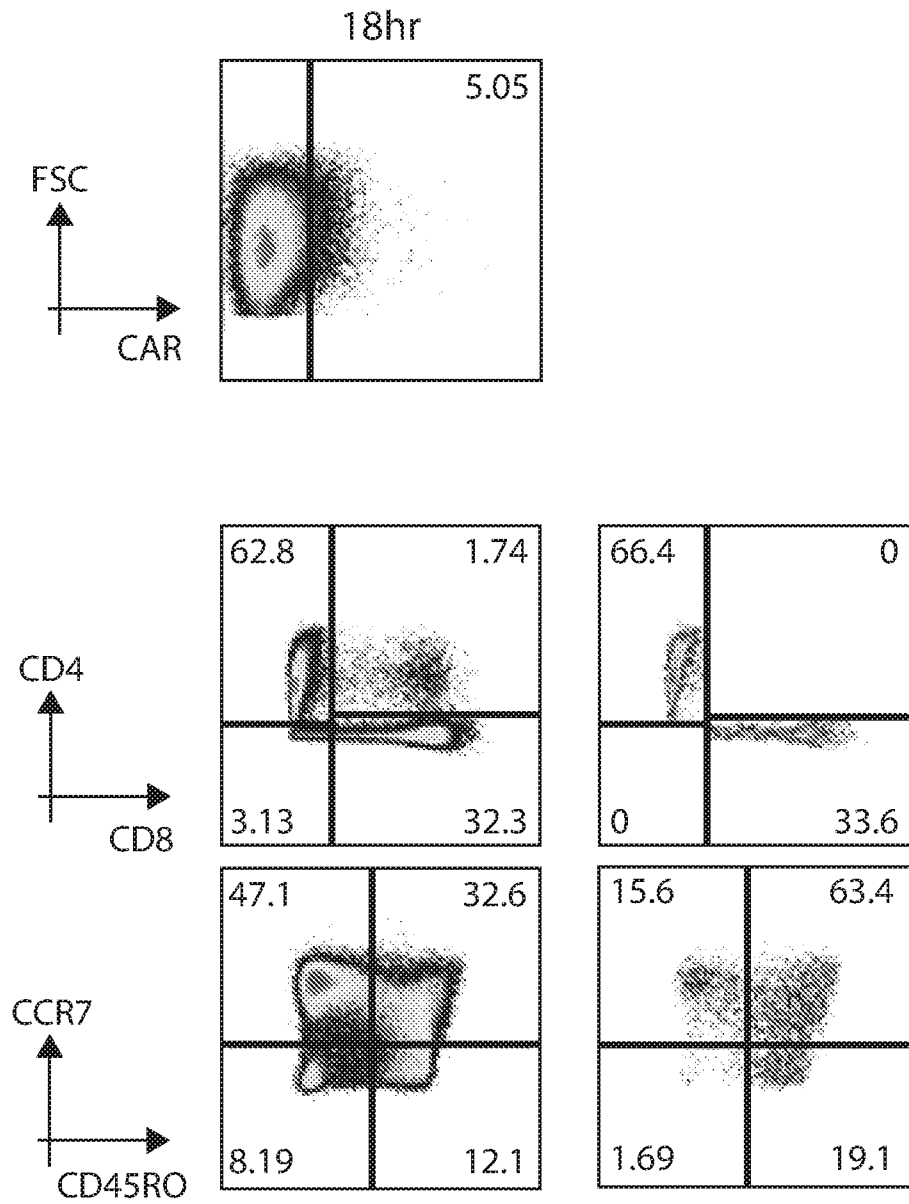 18hr
5.05
FSC
CAR
62.8 1.74
66.4 0
CD4
3.13 32.3
0 33.6
CD8
47.1 32.6
15.6 63.4
CCR7
8.19 12.1
1.69 19.1
CD45RO